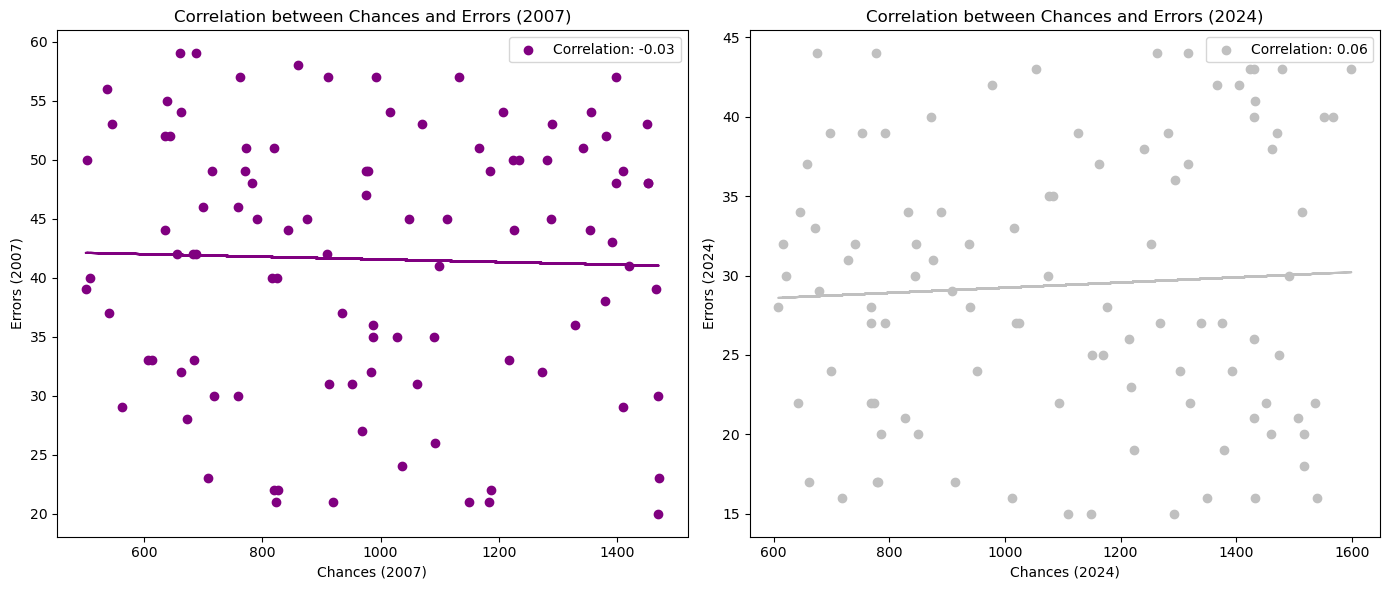 Correlation between Chances and Errors (2007)
Correlation: -0.03
60
55
50
45
40
35
30
25
20
Errors (2007)
600 800 1000 1200 1400
Chances (2007)
Correlation between Chances and Errors (2024)
Correlation: 0.06
45
40
35
30
25
20
15
Errors (2024)
600 800 1000 1200 1400 1600
Chances (2024)